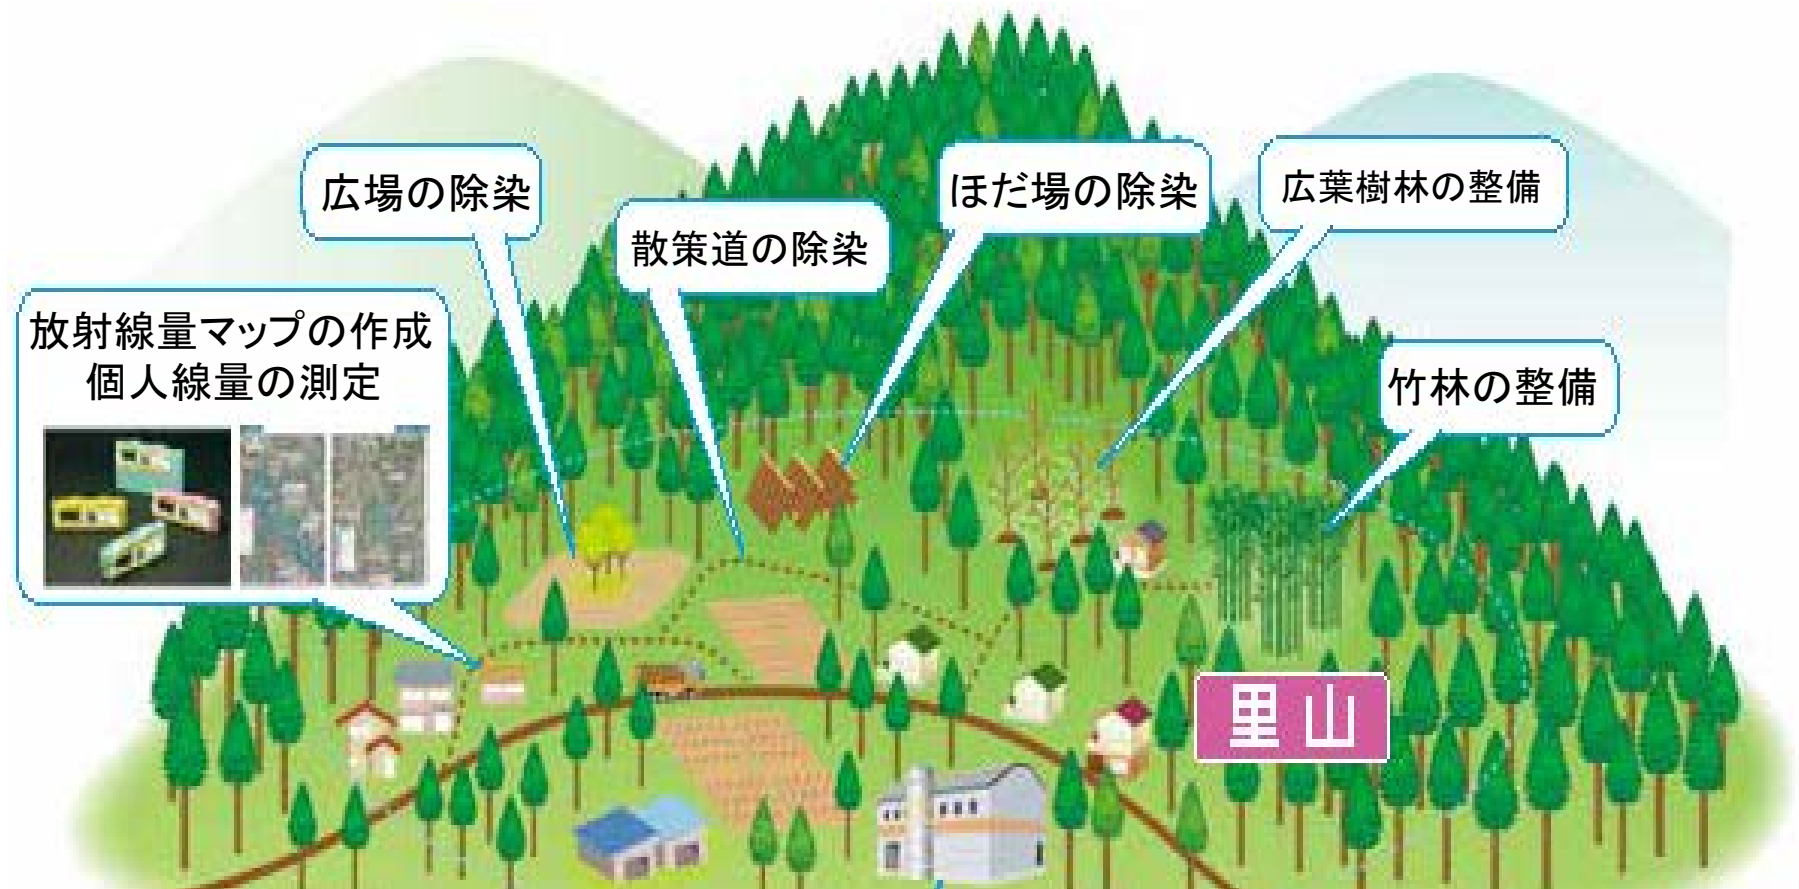 広場の除染
散策道の除染
ほだ場の除染
広葉樹林の整備
放射線量マップの作成
個人線量の測定
竹林の整備
里山